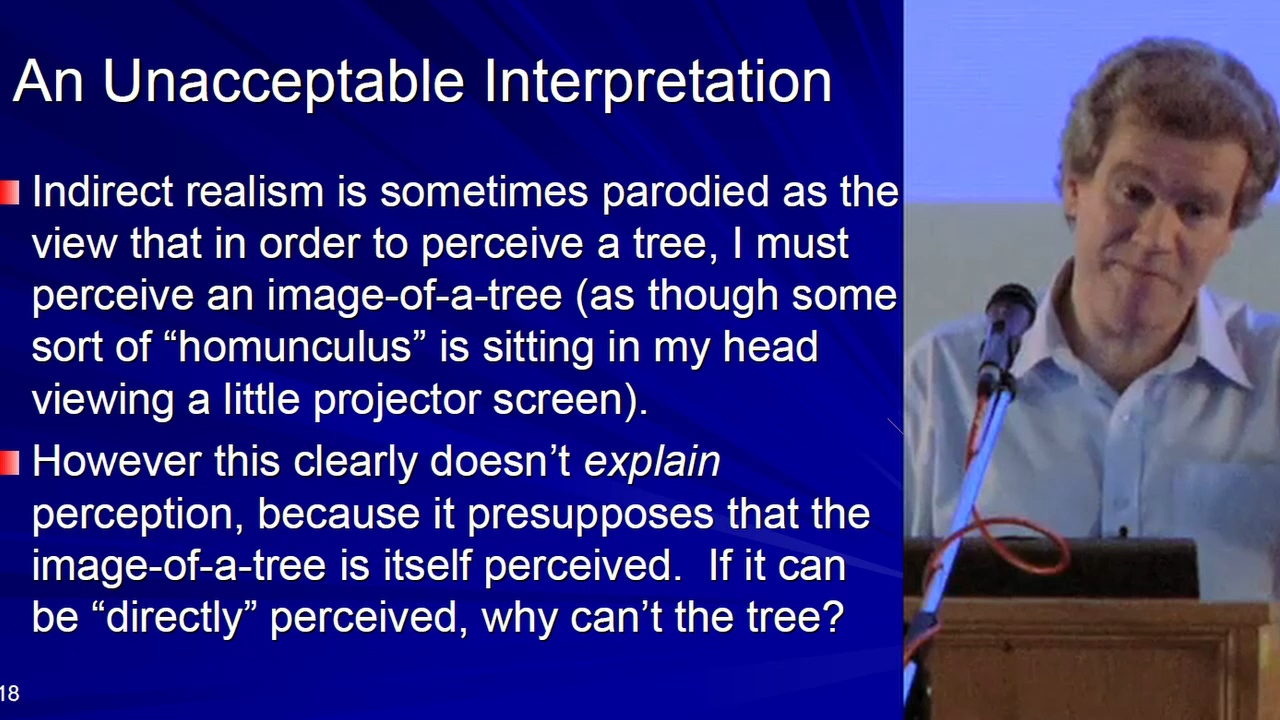 An Unacceptable Interpretation
Indirect realism is sometimes parodied as the
view that in order to perceive a tree, I must
perceive an image-of-a-tree (as though some
sort of “homunculus” is sitting in my head
viewing a little projector screen).
However this clearly doesn’t explain
perception, because it presupposes that the
image-of-a-tree is itself perceived.  If it can
be “directly” perceived, why can’t the tree?
18